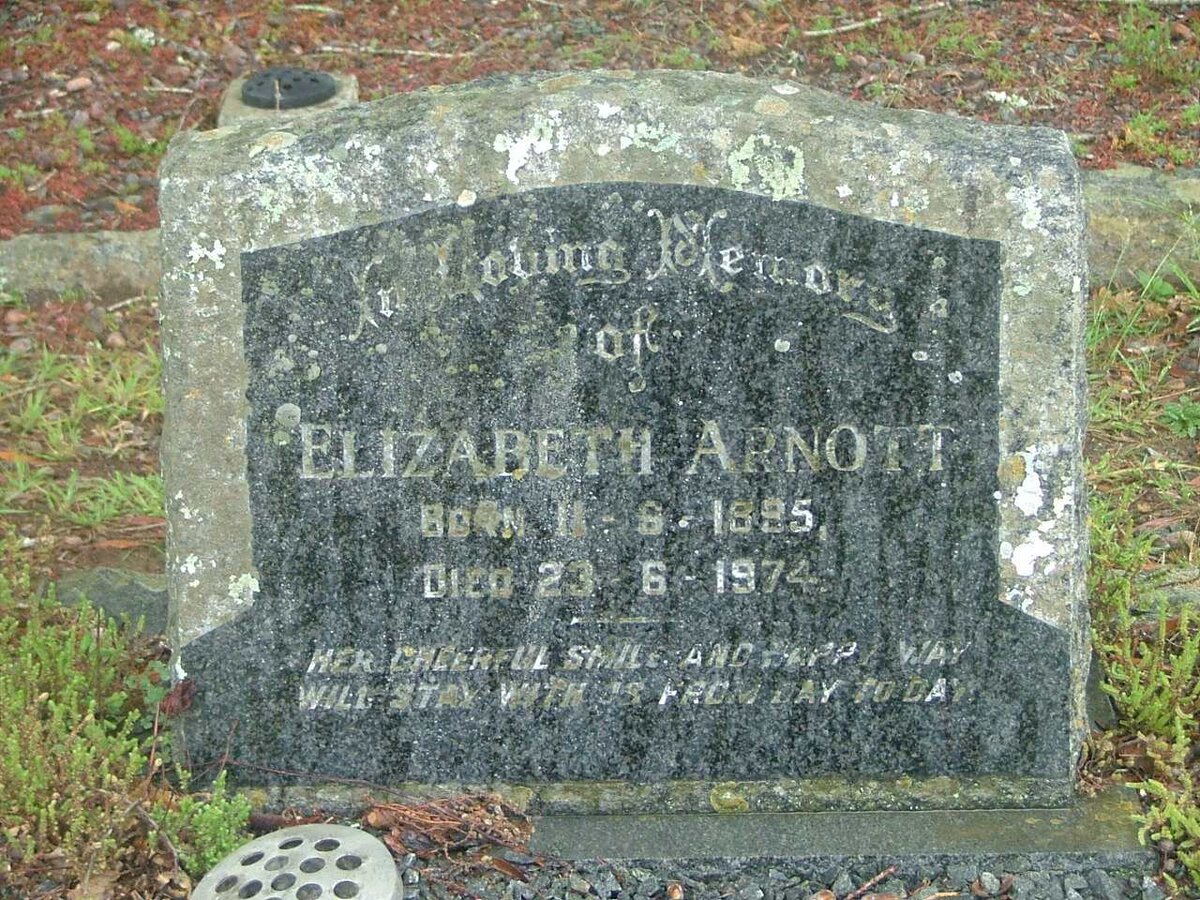 In Loving Memory
of
ELIZABETH ARNOTT
BORN 11-6-1885,
DIED 23-6-1974.
HER CHEERFUL SMILE AND HAPPY WAY
WILL STAY WITH US FROM DAY TO DAY